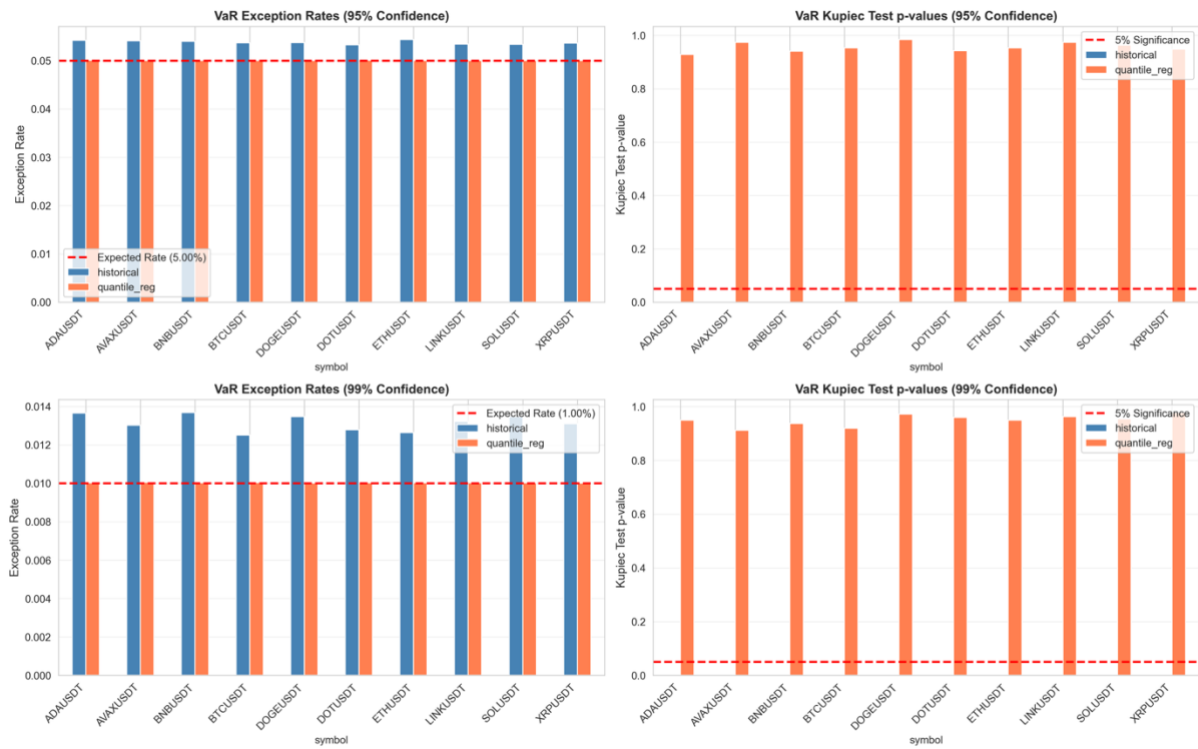 VaR Exception Rates (95% Confidence)
Exception Rate
0.05
0.04
0.03
0.02
0.01
0.00
Expected Rate (5.00%)
historical
quantile_reg
ADAUSDT
AVAXUSDT
BNBUSDT
BTCUSDT
DOGEUSDT
DOTUSDT
ETHUSDT
LINKUSDT
SOLUSDT
XRPUSDT
symbol
VaR Kupiec Test p-values (95% Confidence)
Kupiec Test p-value
1.0
0.8
0.6
0.4
0.2
0.0
5% Significance
historical
quantile_reg
ADAUSDT
AVAXUSDT
BNBUSDT
BTCUSDT
DOGEUSDT
DOTUSDT
ETHUSDT
LINKUSDT
SOLUSDT
XRPUSDT
symbol
VaR Exception Rates (99% Confidence)
Exception Rate
0.014
0.012
0.010
0.008
0.006
0.004
0.002
0.000
Expected Rate (1.00%)
historical
quantile_reg
ADAUSDT
AVAXUSDT
BNBUSDT
BTCUSDT
DOGEUSDT
DOTUSDT
ETHUSDT
LINKUSDT
SOLUSDT
XRPUSDT
symbol
VaR Kupiec Test p-values (99% Confidence)
Kupiec Test p-value
1.0
0.8
0.6
0.4
0.2
0.0
5% Significance
historical
quantile_reg
ADAUSDT
AVAXUSDT
BNBUSDT
BTCUSDT
DOGEUSDT
DOTUSDT
ETHUSDT
LINKUSDT
SOLUSDT
XRPUSDT
symbol